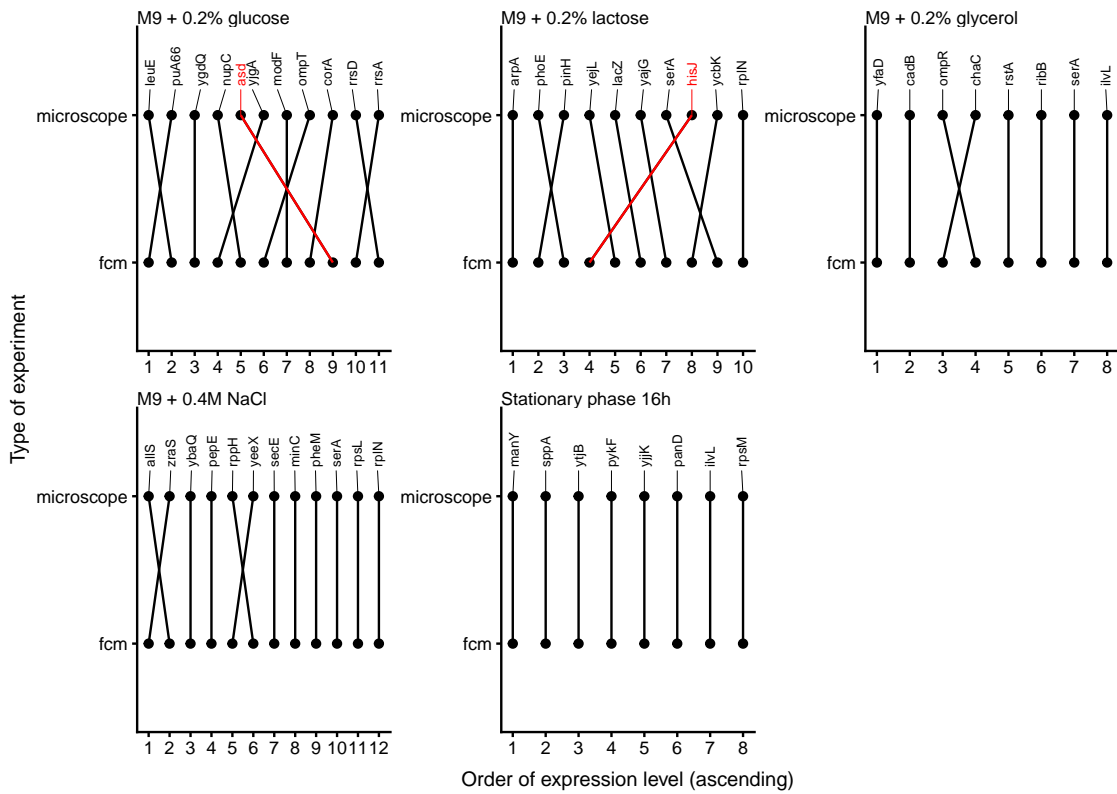 M9 + 0.2% glucose
leuE puA66 ygdQ nupC asd yjgA modF ompT corA rrsD rrsA
microscope
fcm
1 2 3 4 5 6 7 8 9 10 11
M9 + 0.2% lactose
arpA phoE pinH yejL lacZ yajG serA hisJ ycbK rplN
microscope
fcm
1 2 3 4 5 6 7 8 9 10
M9 + 0.2% glycerol
yfaD cadB ompR chaC rstA ribB serA ilvL
microscope
fcm
1 2 3 4 5 6 7 8
Type of experiment
M9 + 0.4M NaCl
allS zraS ybaQ pepE rppH yeeX secE minC pheM serA rpsL rplN
microscope
fcm
1 2 3 4 5 6 7 8 9 10 11 12
Stationary phase 16h
manY sppA ytjB pykF yjjK panD ilvL rpsM
microscope
fcm
1 2 3 4 5 6 7 8
Order of expression level (ascending)